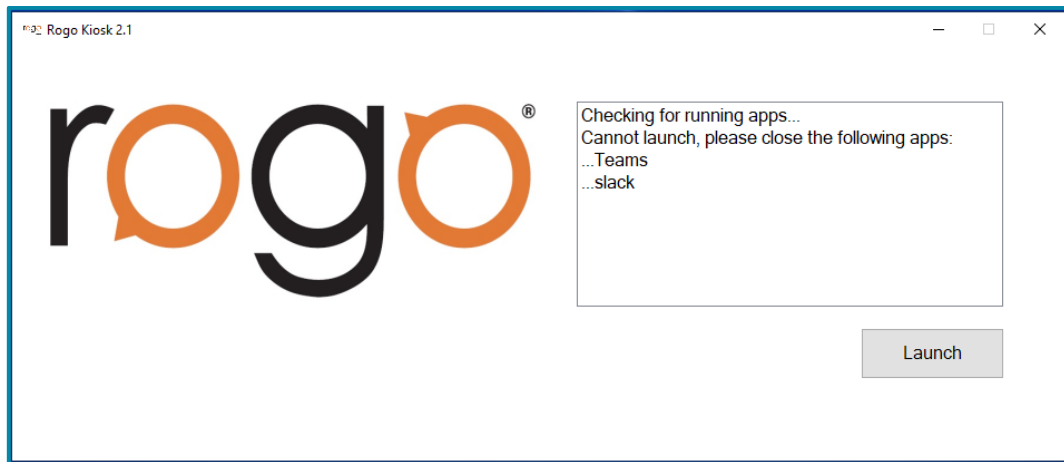 rogo Rogo Kiosk 2.1
rogo®
Checking for running apps...
Cannot launch, please close the following apps:
...Teams
...slack
Launch